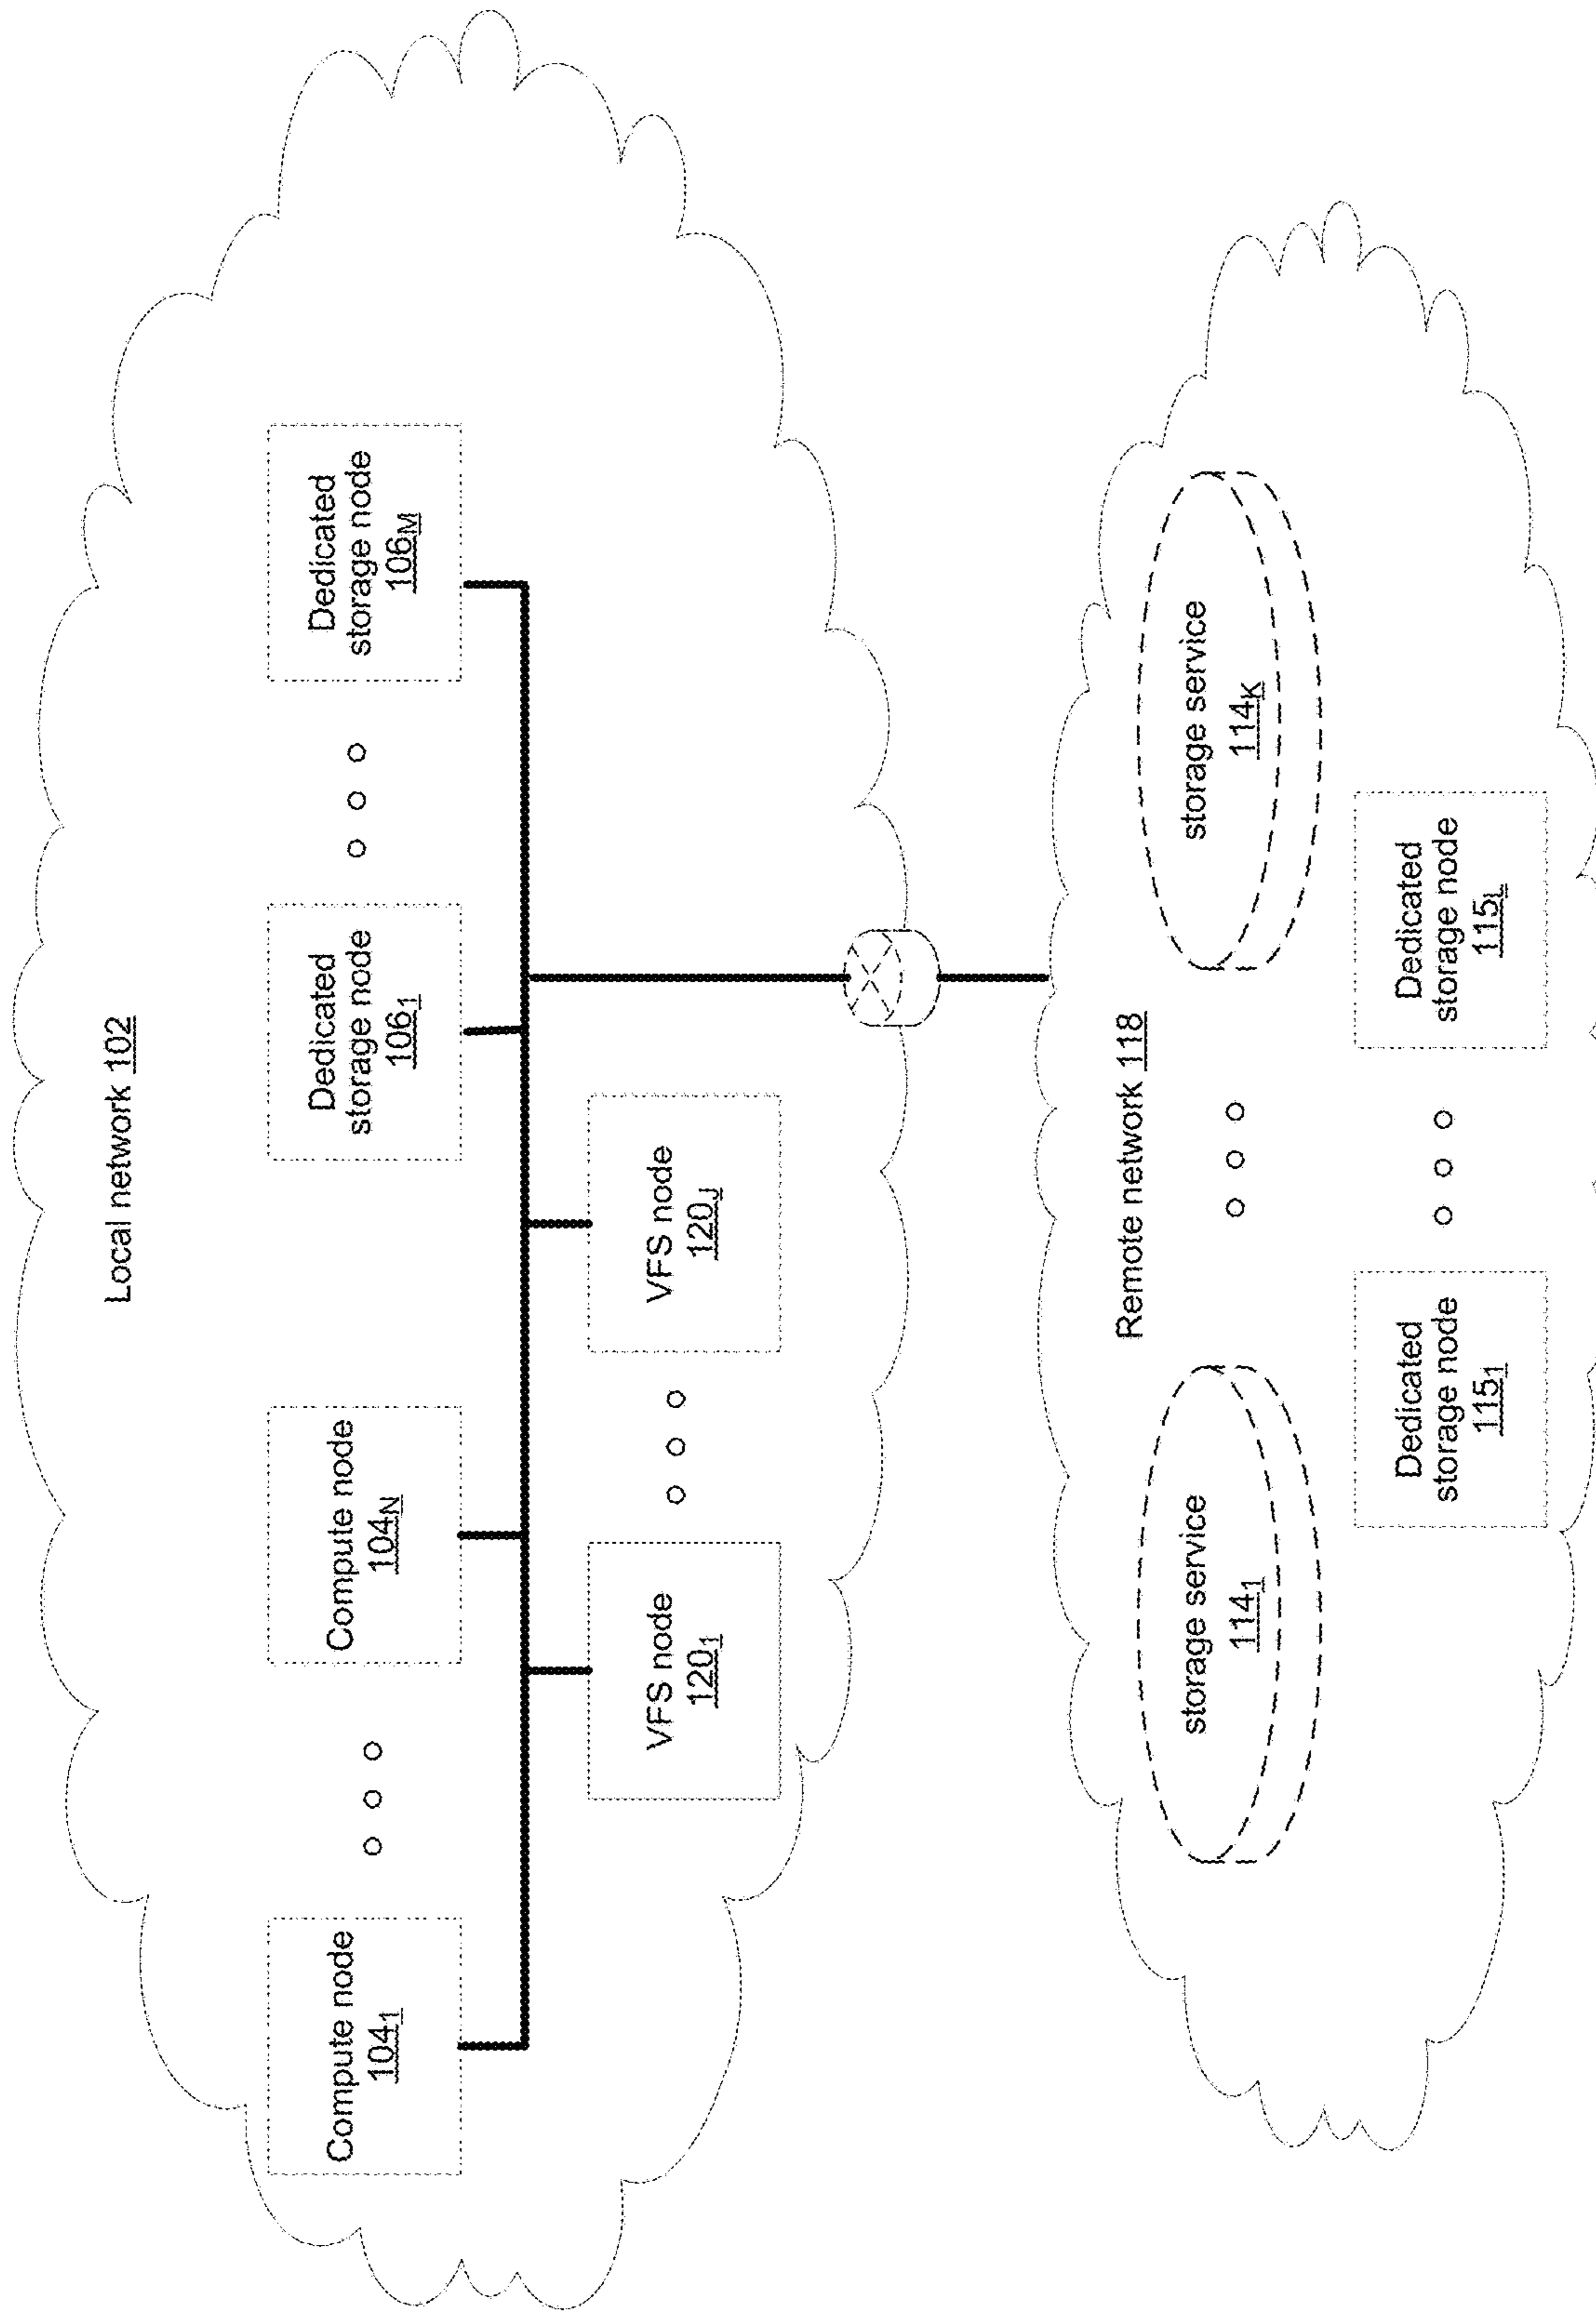 Local network 102
Compute node
104₁
Compute node
104N
Dedicated
storage node
106₁
Dedicated
storage node
106M
VFS node
120₁
VFS node
120J
Remote network 118
storage service
114₁
storage service
114K
Dedicated
storage node
115₁
Dedicated
storage node
115L